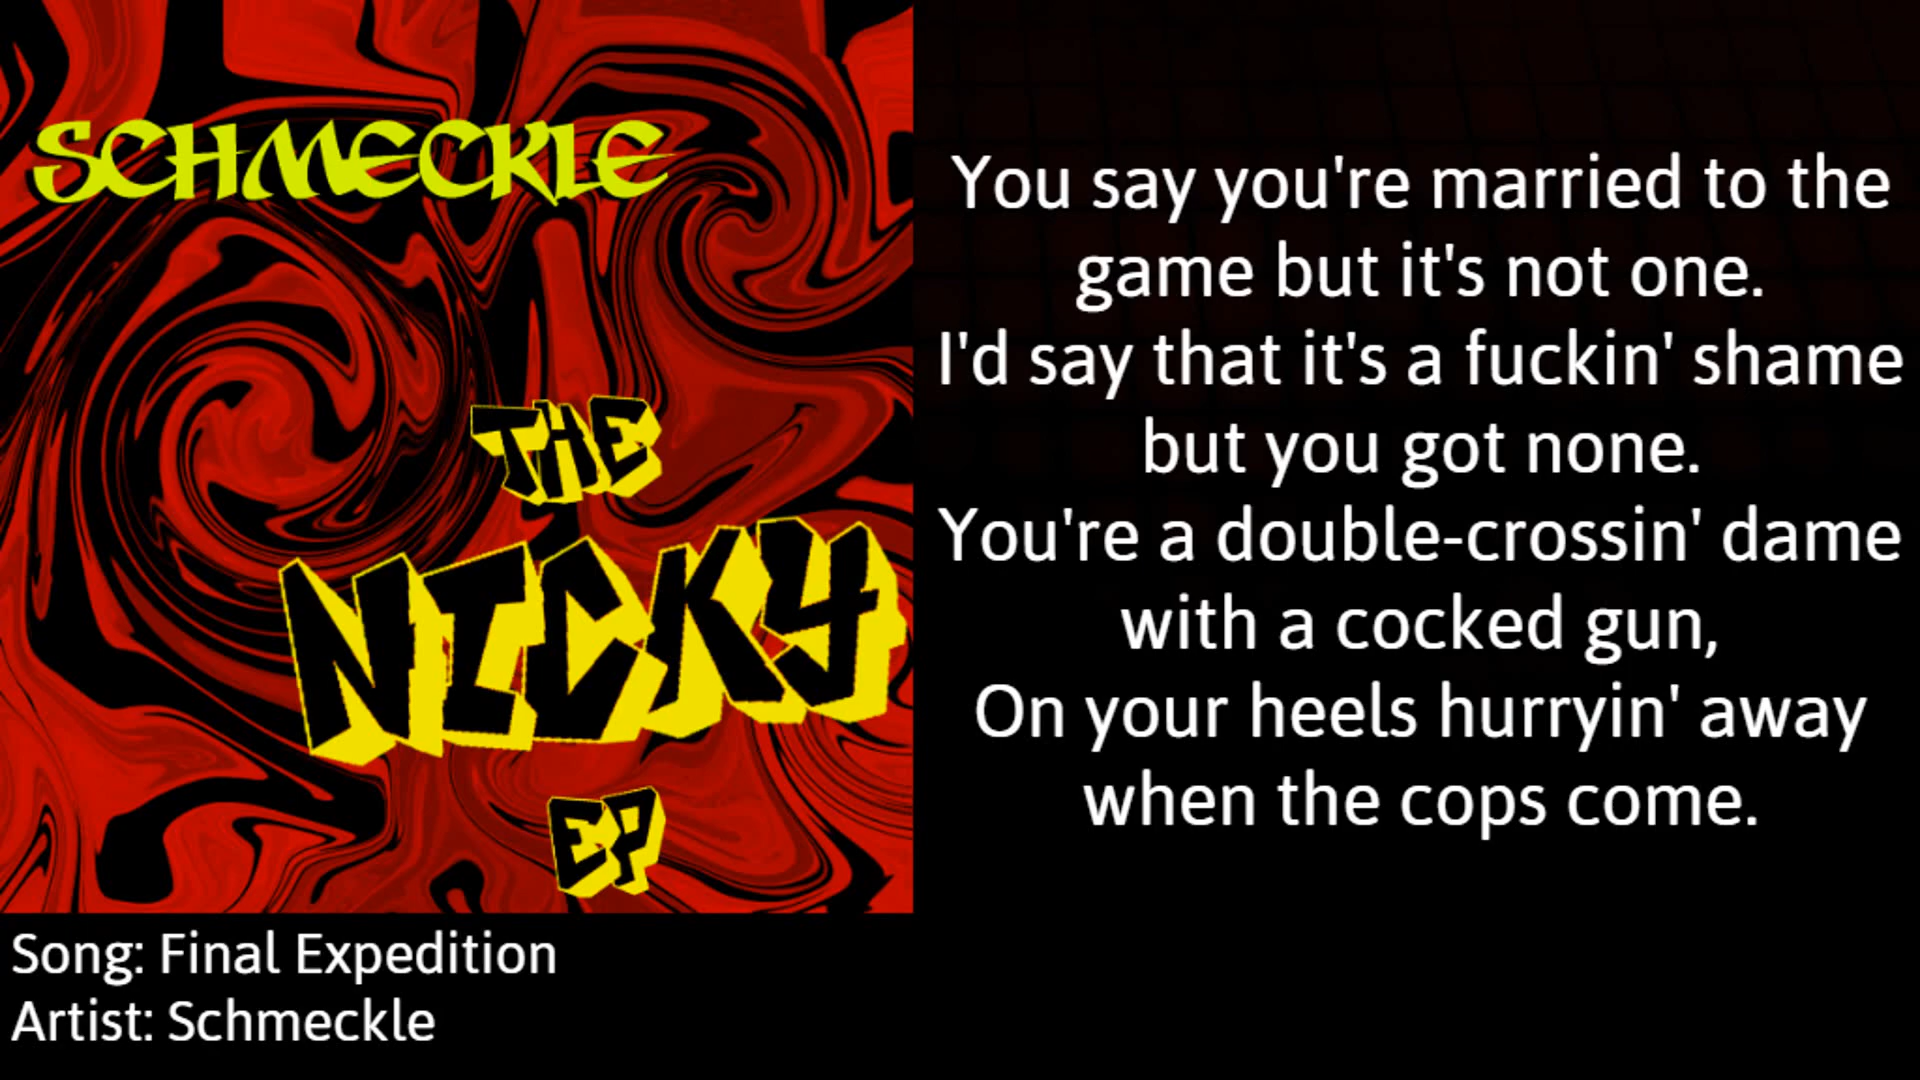 SCHMECKLE
THE
NICKY
EP
You say you're married to the
game but it's not one.
I'd say that it's a fuckin' shame
but you got none.
You're a double-crossin' dame
with a cocked gun,
On your heels hurryin' away
when the cops come.
Song: Final Expedition
Artist: Schmeckle